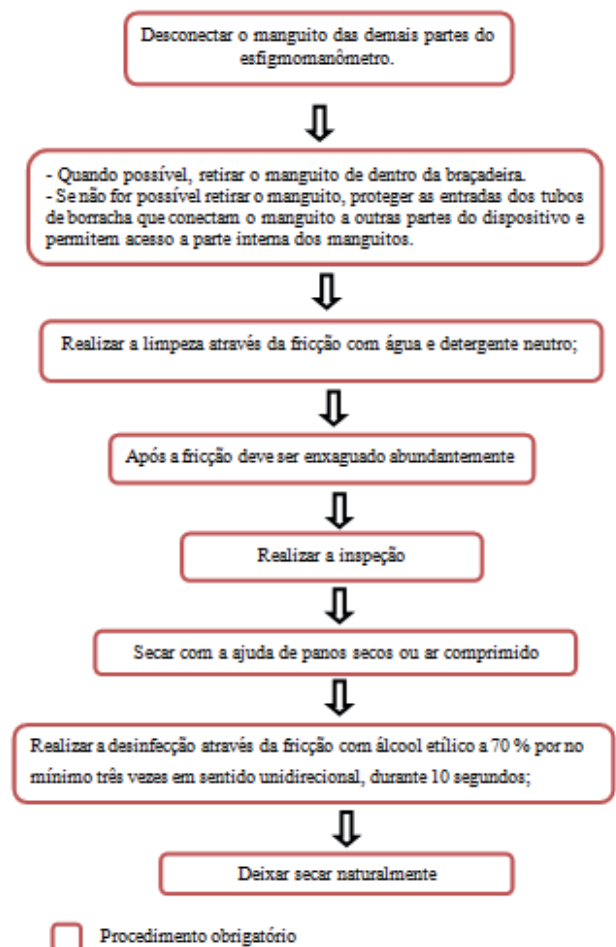 Desconectar o manguito das demais partes do
esfigmomanômetro.
- Quando possível, retirar o manguito de dentro da braçadeira.
- Se não for possível retirar o manguito, proteger as entradas dos tubos
de borracha que conectam o manguito a outras partes do dispositivo e
permitem acesso a parte interna dos manguitos.
Realizar a limpeza através da fricção com água e detergente neutro;
Após a fricção deve ser enxaguado abundantemente
Realizar a inspeção
Secar com a ajuda de panos secos ou ar comprimido
Realizar a desinfecção através da fricção com álcool etílico a 70 % por no
mínimo três vezes em sentido unidirecional, durante 10 segundos;
Deixar secar naturalmente
Procedimento obrigatório